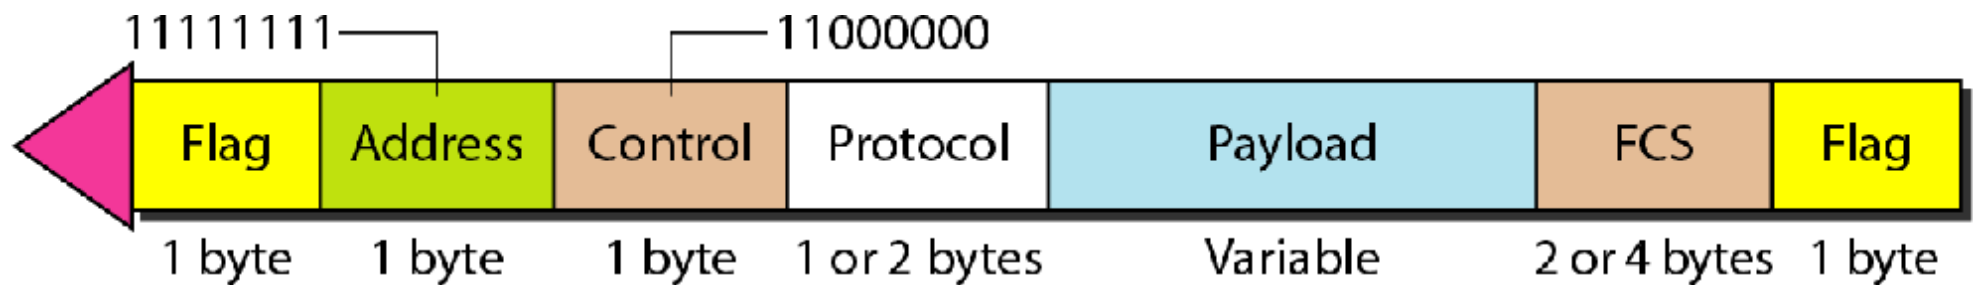 11111111 11000000
Flag Address Control Protocol Payload FCS Flag
1 byte 1 byte 1 byte 1 or 2 bytes Variable 2 or 4 bytes 1 byte